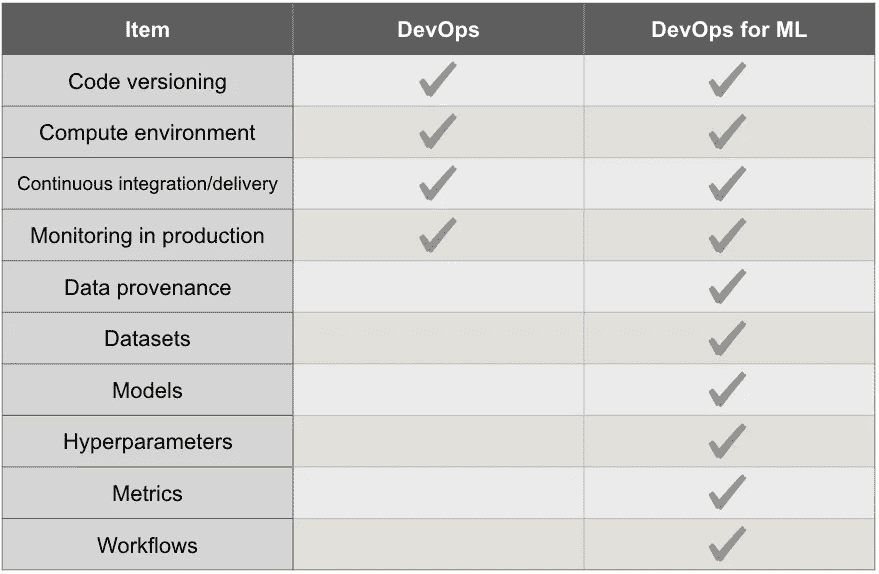 Item DevOps DevOps for ML
Code versioning ✓ ✓
Compute environment ✓ ✓
Continuous integration/delivery ✓ ✓
Monitoring in production ✓ ✓
Data provenance ✓
Datasets ✓
Models ✓
Hyperparameters ✓
Metrics ✓
Workflows ✓